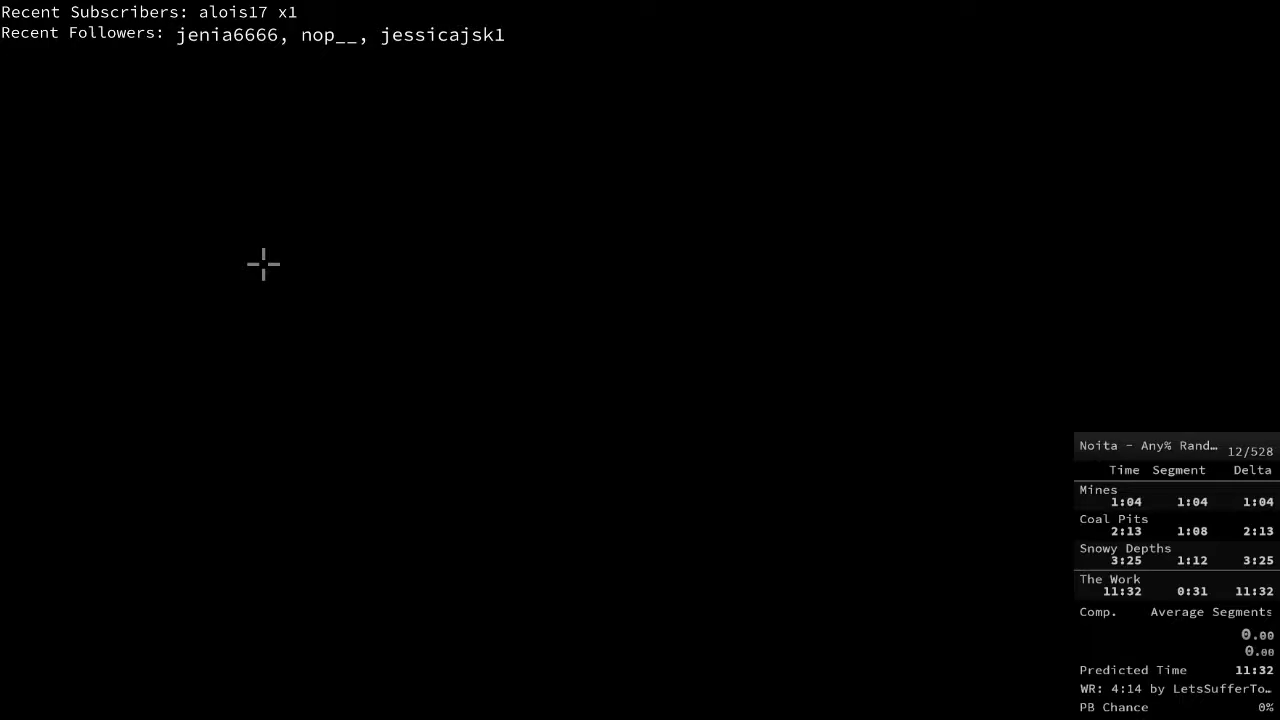 Recent Subscribers: alois17 x1
Recent Followers: jenia6666, nop__, jessicajsk1
Noita - Any% Rand… 12/528
Time Segment Delta
Mines
1:04 1:04 1:04
Coal Pits
2:13 1:08 2:13
Snowy Depths
3:25 1:12 3:25
The Work
11:32 0:31 11:32
Comp. Average Segments
0.00
0.00
Predicted Time 11:32
WR: 4:14 by LetsSufferTo…
PB Chance 0%